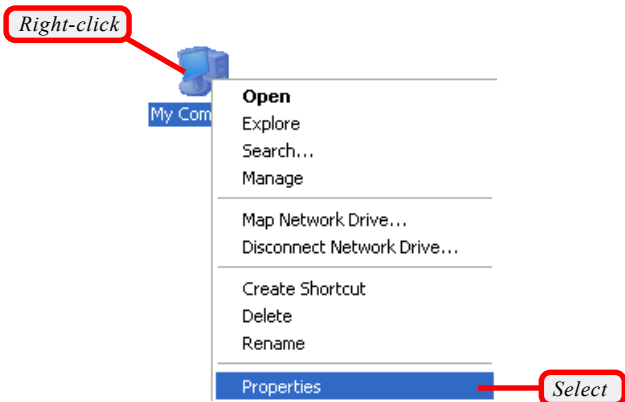 Right-click
My Com
Open
Explore
Search...
Manage
Map Network Drive...
Disconnect Network Drive...
Create Shortcut
Delete
Rename
Properties
Select